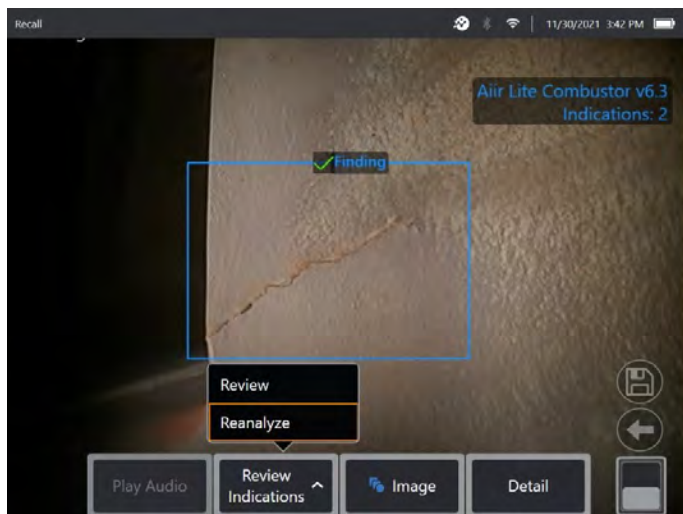 Recall
11/30/2021 3:42 PM
Aiir Lite Combustor v6.3
Indications: 2
Finding
Review
Reanalyze
Play Audio
Review
Indications
Image
Detail